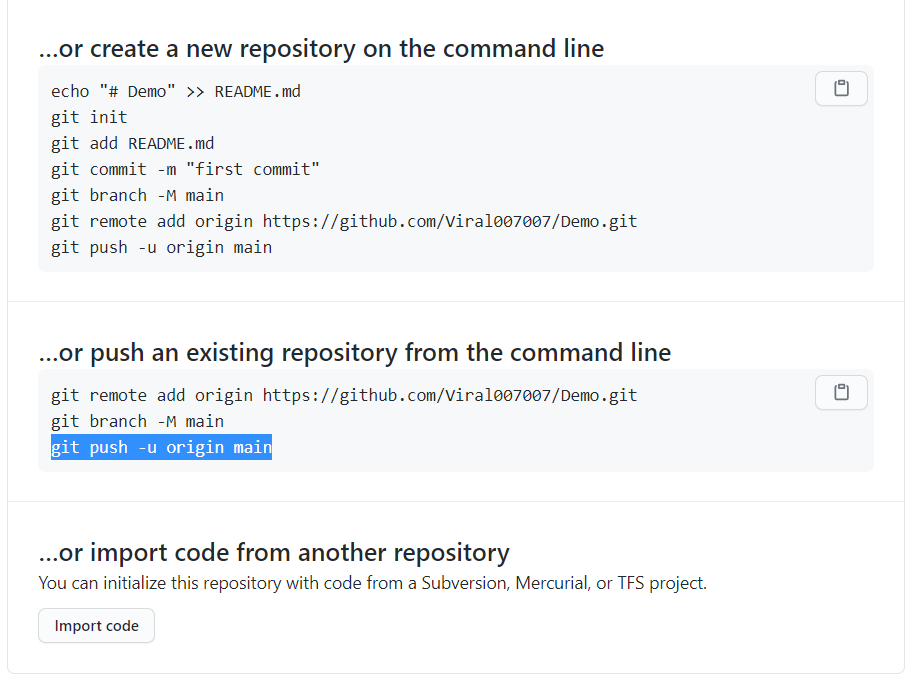 ...or create a new repository on the command line
echo "# Demo" >> README.md
git init
git add README.md
git commit -m "first commit"
git branch -M main
git remote add origin https://github.com/Viral007007/Demo.git
git push -u origin main
...or push an existing repository from the command line
git remote add origin https://github.com/Viral007007/Demo.git
git branch -M main
git push -u origin main
...or import code from another repository
You can initialize this repository with code from a Subversion, Mercurial, or TFS project.
Import code